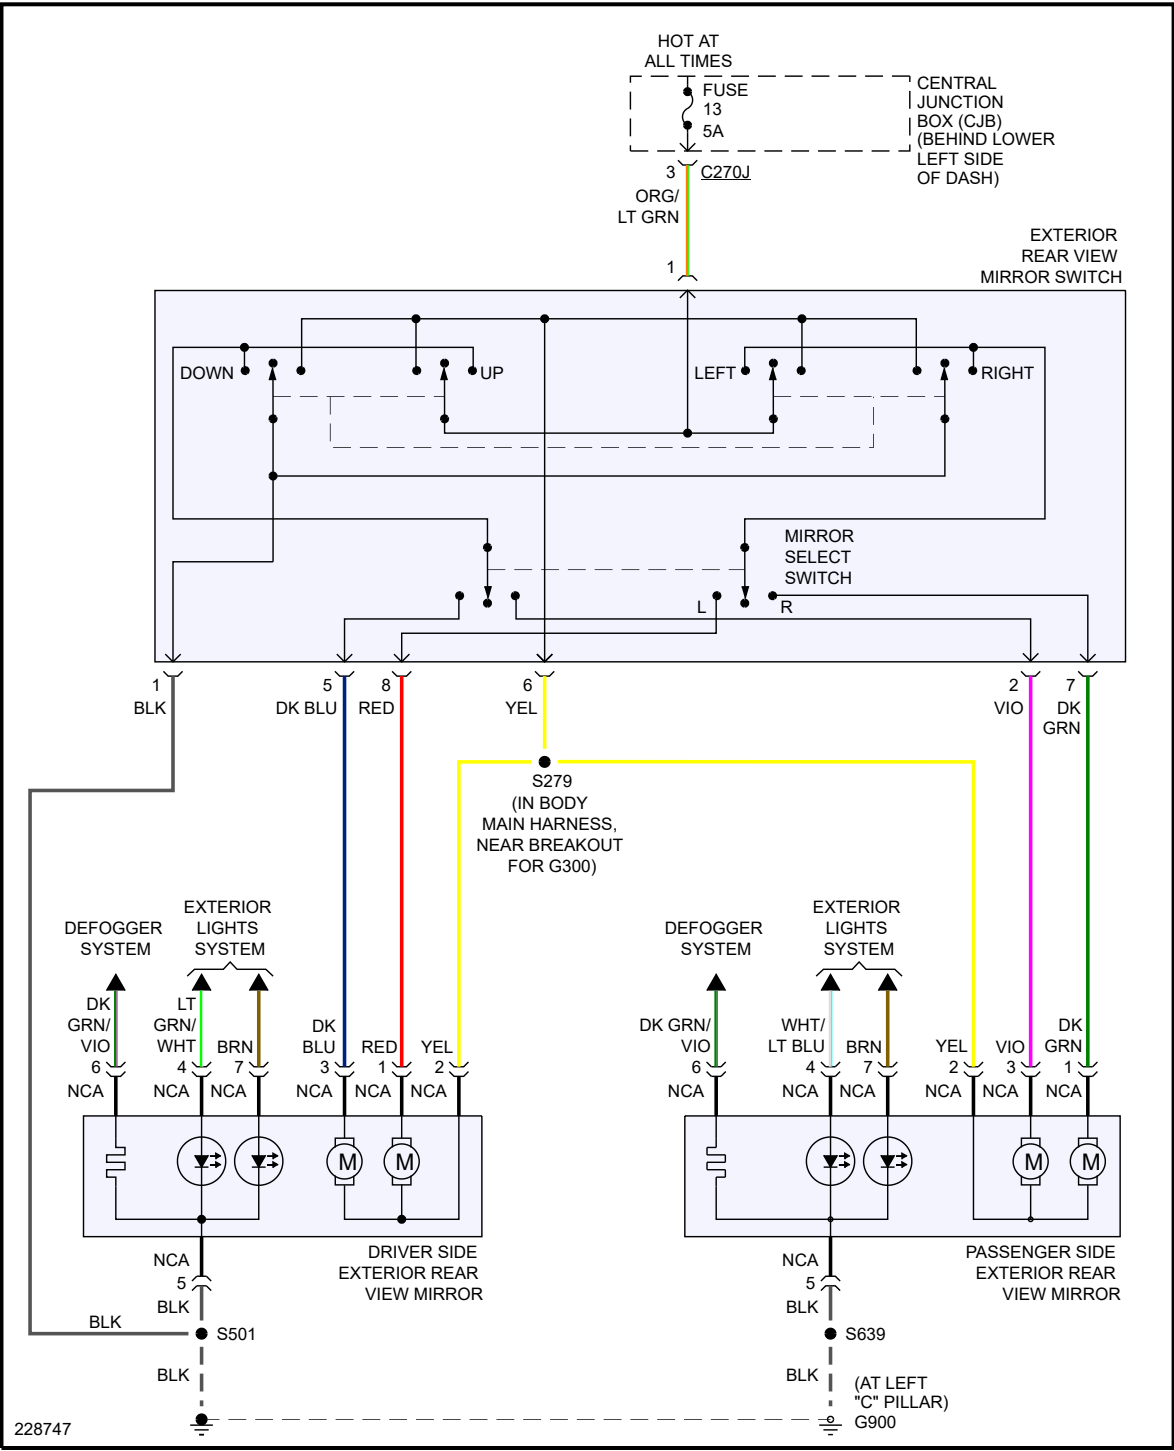 HOT AT
ALL TIMES
FUSE
13
5A
CENTRAL
JUNCTION
BOX (CJB)
(BEHIND LOWER
LEFT SIDE
OF DASH)
3 C270J
ORG/
LT GRN
1
EXTERIOR
REAR VIEW
MIRROR SWITCH
DOWN UP LEFT RIGHT
MIRROR
SELECT
SWITCH
L R
1 5 8 6 2 7
BLK DK BLU RED YEL VIO DK
GRN
S279
(IN BODY
MAIN HARNESS,
NEAR BREAKOUT
FOR G300)
DEFOGGER
SYSTEM
EXTERIOR
LIGHTS
SYSTEM
DEFOGGER
SYSTEM
EXTERIOR
LIGHTS
SYSTEM
DK
GRN/
VIO
LT
GRN/
WHT
BRN
DK
BLU
RED
YEL
DK GRN/
VIO
WHT/
LT BLU
BRN
YEL
VIO
DK
GRN
6 4 7 3 1 2 6 4 7 2 3 1
NCA NCA NCA NCA NCA NCA NCA NCA NCA NCA NCA NCA
M M M M
NCA
5
BLK
DRIVER SIDE
EXTERIOR REAR
VIEW MIRROR
NCA
5
BLK
PASSENGER SIDE
EXTERIOR REAR
VIEW MIRROR
BLK
S501
S639
BLK
BLK
(AT LEFT
"C" PILLAR)
G900
228747